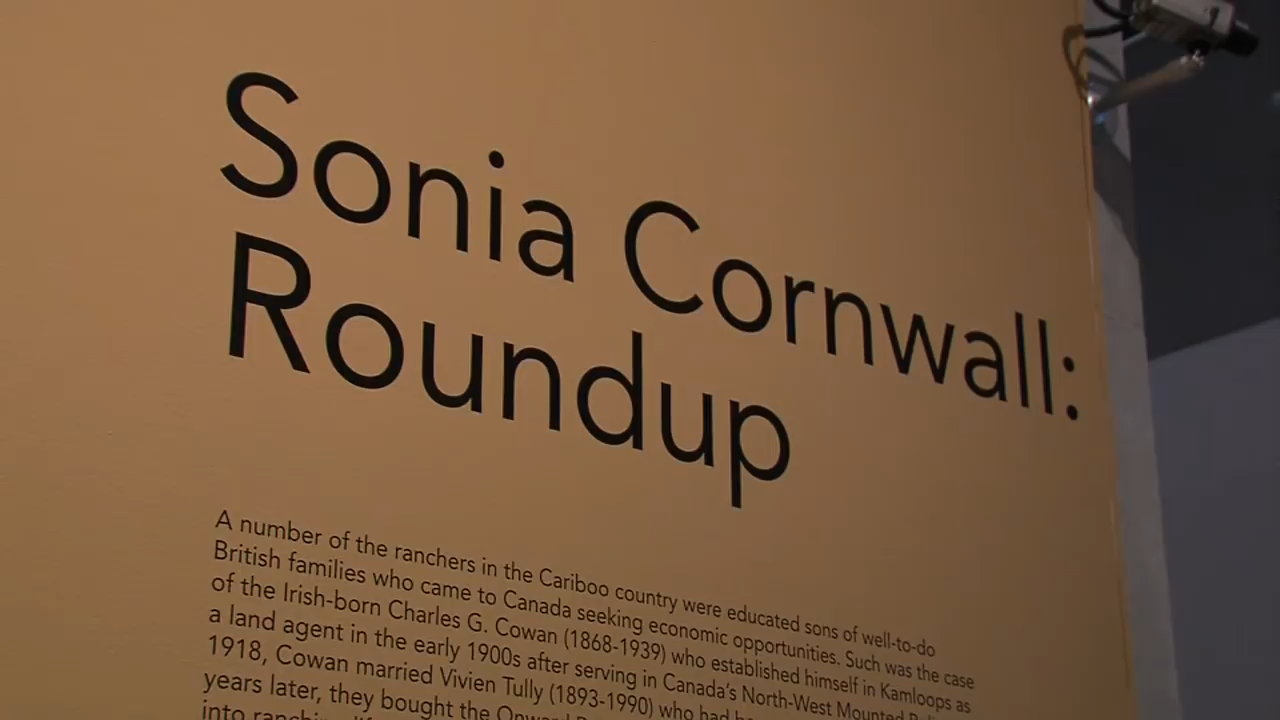 Sonia Cornwall:
Roundup
A number of the ranchers in the Cariboo country were educated sons of well-to-do
British families who came to Canada seeking economic opportunities. Such was the case
of the Irish-born Charles G. Cowan (1868-1939) who established himself in Kamloops as
a land agent in the early 1900s after serving in Canada's North-West Mounted
1918, Cowan married Vivien Tully (1893-1990) who had
years later, they bought the Onward
into